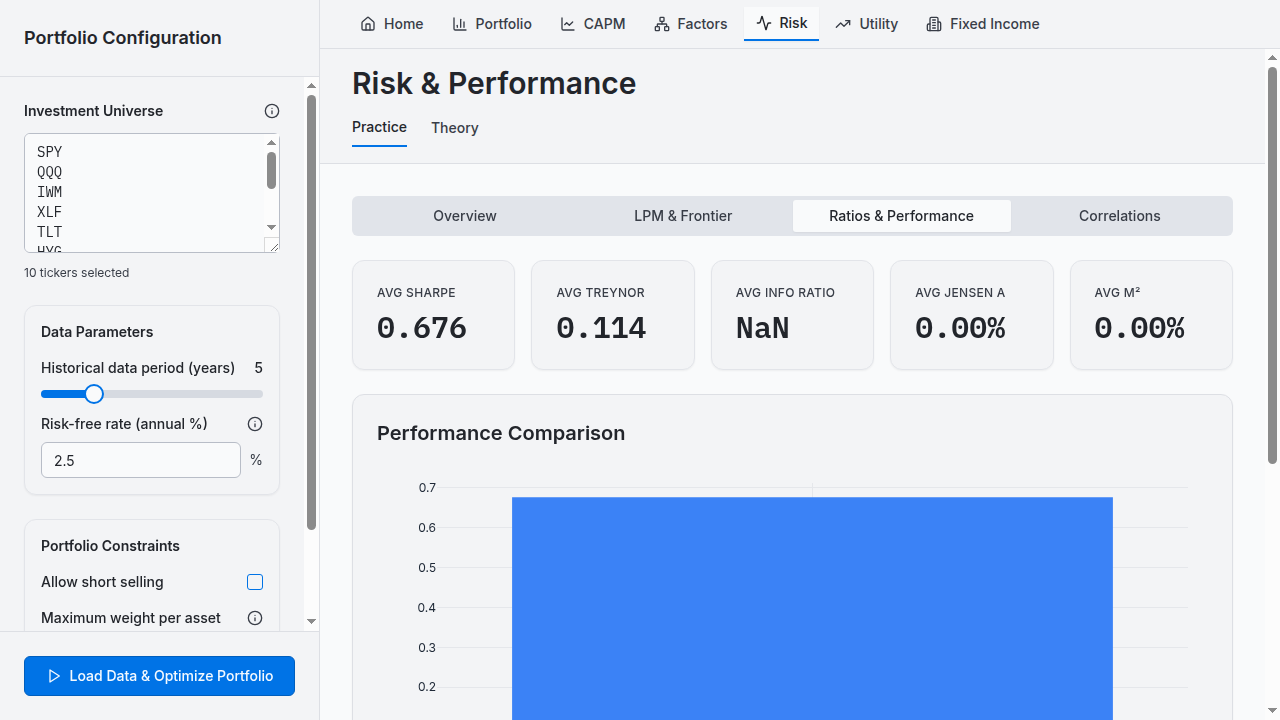 Portfolio Configuration
Investment Universe
SPY
QQQ
IWM
XLF
TLT
HYG
10 tickers selected
Data Parameters
Historical data period (years) 5
Risk-free rate (annual %)
2.5 %
Portfolio Constraints
Allow short selling
Maximum weight per asset
Load Data & Optimize Portfolio
Home Portfolio CAPM Factors Risk Utility Fixed Income
Risk & Performance
Practice Theory
Overview LPM & Frontier Ratios & Performance Correlations
AVG SHARPE
0.676
AVG TREYNOR
0.114
AVG INFO RATIO
NaN
AVG JENSEN Α
0.00%
AVG M²
0.00%
Performance Comparison
0.7
0.6
0.5
0.4
0.3
0.2